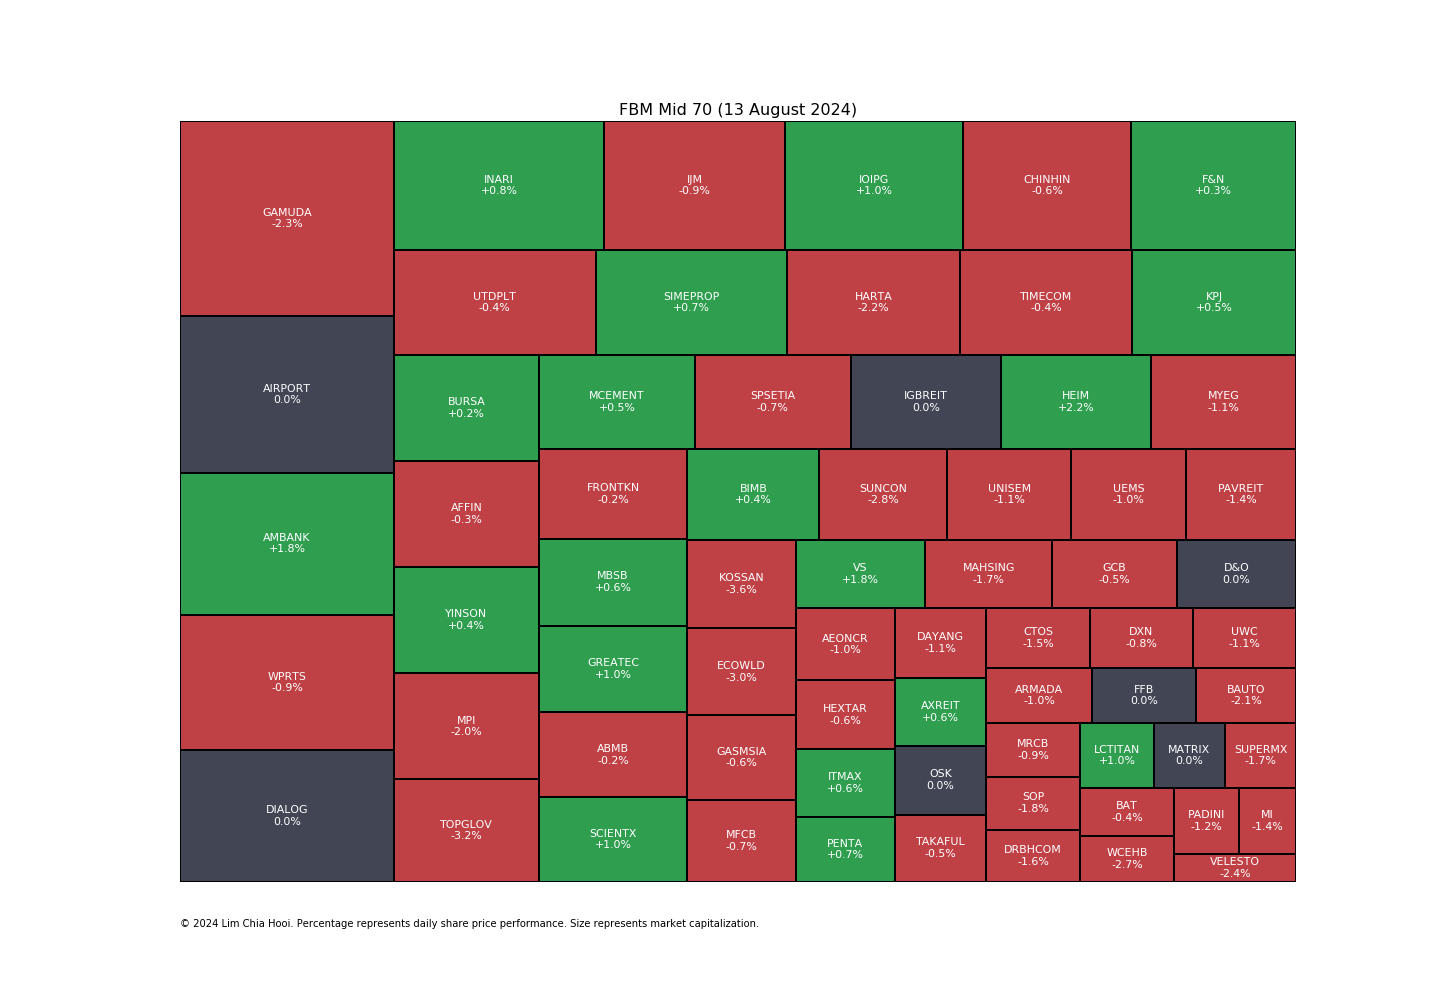 FBM Mid 70 (13 August 2024)
GAMUDA
-2.3%
AIRPORT
0.0%
AMBANK
+1.8%
WPRTS
-0.9%
DIALOG
0.0%
INARI
+0.8%
IJM
-0.9%
IOIPG
+1.0%
CHINHIN
-0.6%
F&N
+0.3%
UTDPLT
-0.4%
SIMEPROP
+0.7%
HARTA
-2.2%
TIMECOM
-0.4%
KPJ
+0.5%
BURSA
+0.2%
AFFIN
-0.3%
YINSON
+0.4%
MPI
-2.0%
TOPGLOV
-3.2%
MCEMENT
+0.5%
SPSETIA
-0.7%
IGBREIT
0.0%
HEIM
+2.2%
MYEG
-1.1%
FRONTKN
-0.2%
MBSB
+0.6%
GREATEC
+1.0%
ABMB
-0.2%
SCIENTX
+1.0%
BIMB
+0.4%
SUNCON
-2.8%
UNISEM
-1.1%
UEMS
-1.0%
PAVREIT
-1.4%
KOSSAN
-3.6%
ECOWLD
-3.0%
GASMSIA
-0.6%
MFCB
-0.7%
VS
+1.8%
MAHSING
-1.7%
GCB
-0.5%
D&O
0.0%
AEONCR
-1.0%
HEXTAR
-0.6%
ITMAX
+0.6%
PENTA
+0.7%
DAYANG
-1.1%
AXREIT
+0.6%
OSK
0.0%
TAKAFUL
-0.5%
CTOS
-1.5%
DXN
-0.8%
UWC
-1.1%
ARMADA
-1.0%
FFB
0.0%
BAUTO
-2.1%
MRCB
-0.9%
SOP
-1.8%
DRBHCOM
-1.6%
LCTITAN
+1.0%
MATRIX
0.0%
SUPERMX
-1.7%
BAT
-0.4%
WCEHB
-2.7%
PADINI
-1.2%
MI
-1.4%
VELESTO
-2.4%
© 2024 Lim Chia Hooi. Percentage represents daily share price performance. Size represents market capitalization.